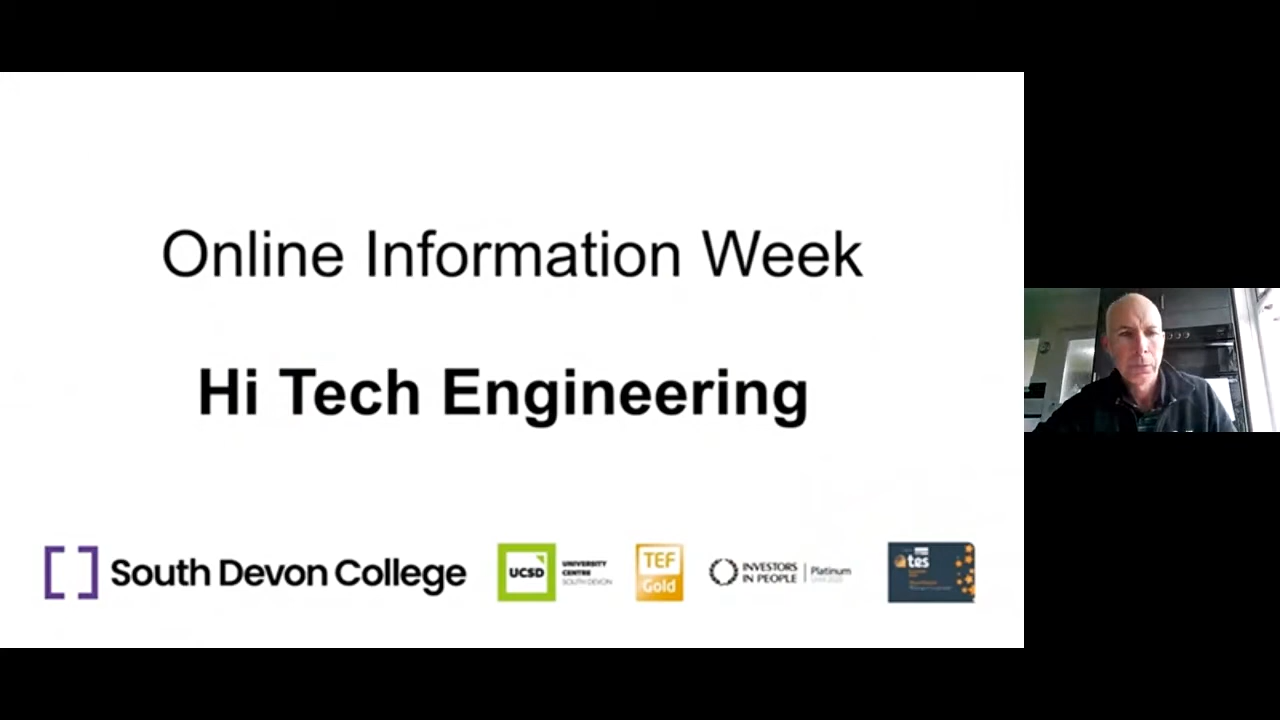 Online Information Week
Hi Tech Engineering
South Devon College
UCSD
UNIVERSITY
CENTRE
SOUTH DEVON
TEF
Gold
INVESTORS
IN PEOPLE
Platinum
tes